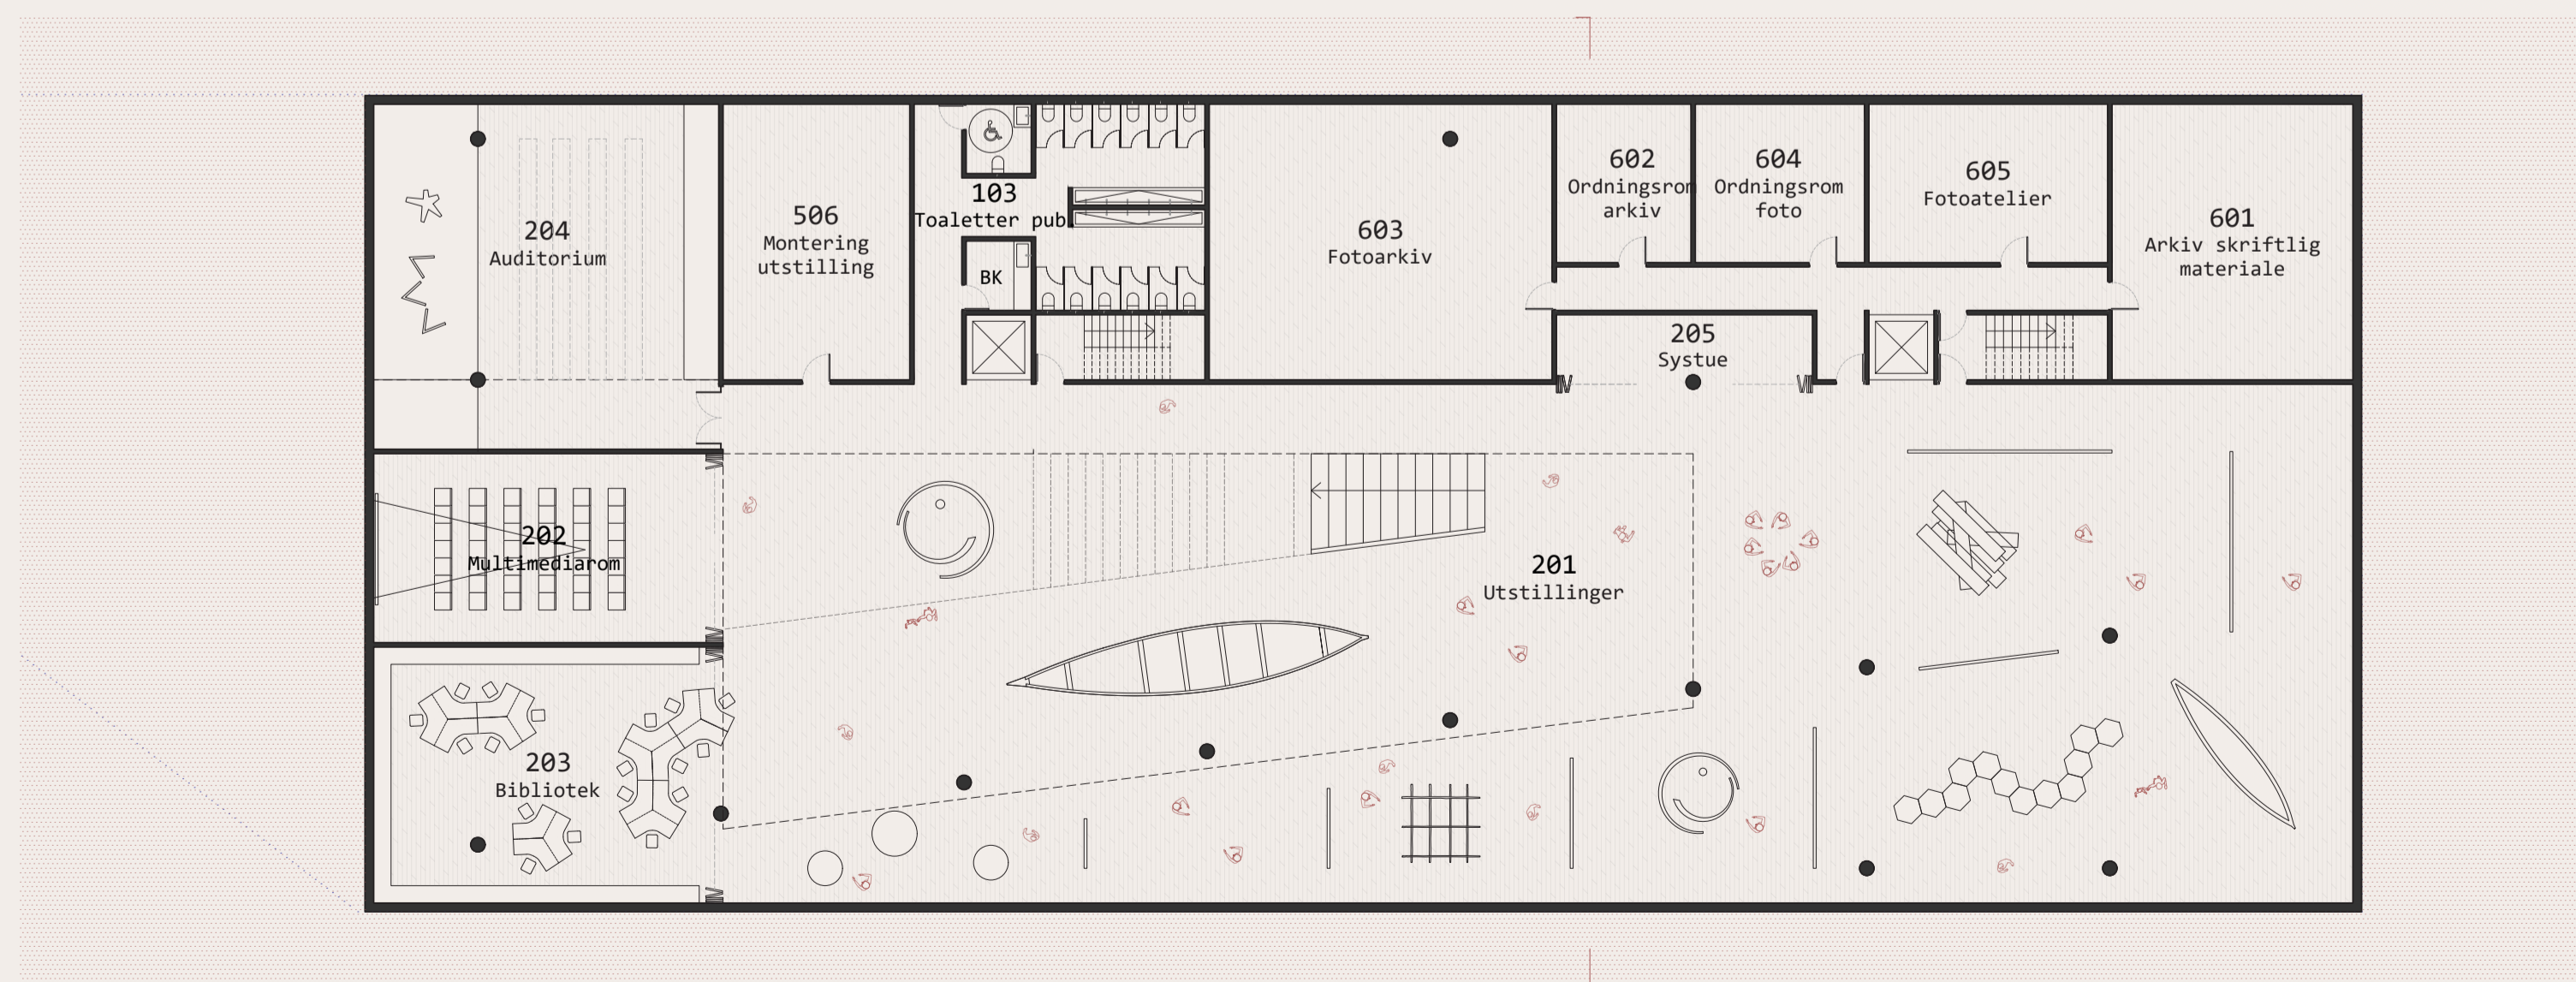 204
Auditorium
506
Montering
utstilling
103
Toaletter pub.
BK
603
Fotoarkiv
602
Ordningsrom
arkiv
604
Ordningsrom
foto
605
Fotoatelier
601
Arkiv skriftlig
materiale
205
Systue
202
Multimediarom
201
Utstillinger
203
Bibliotek